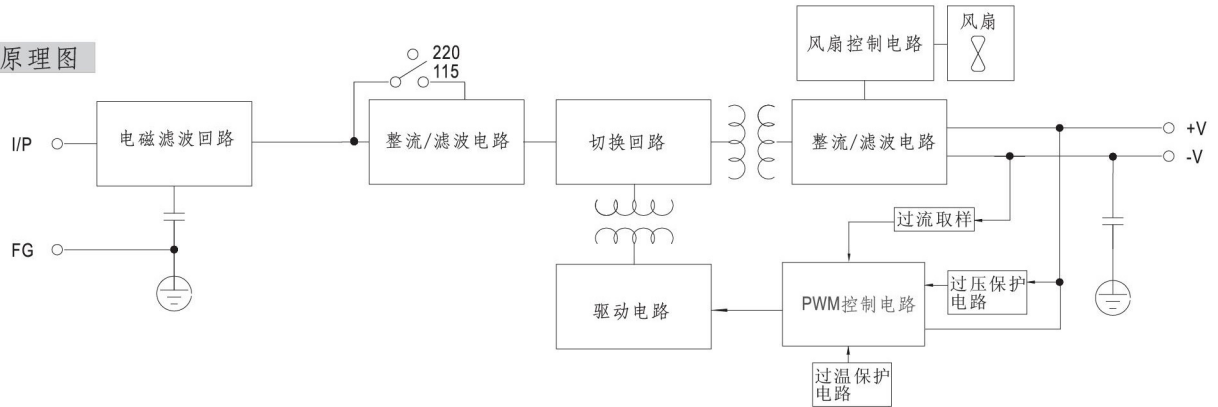 原理图
220
115
风扇控制电路
风扇
I/P
电磁滤波回路
整流/滤波电路
切换回路
整流/滤波电路
+V
-V
过流取样
FG
驱动电路
PWM控制电路
过压保护
电路
过温保护
电路